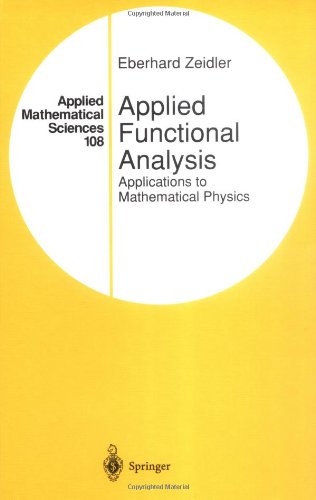 Copyrighted Material
Eberhard Zeidler
Applied
Mathematical
Sciences
108
Applied
Functional
Analysis
Applications to
Mathematical Physics
Springer
Copyrighted Material